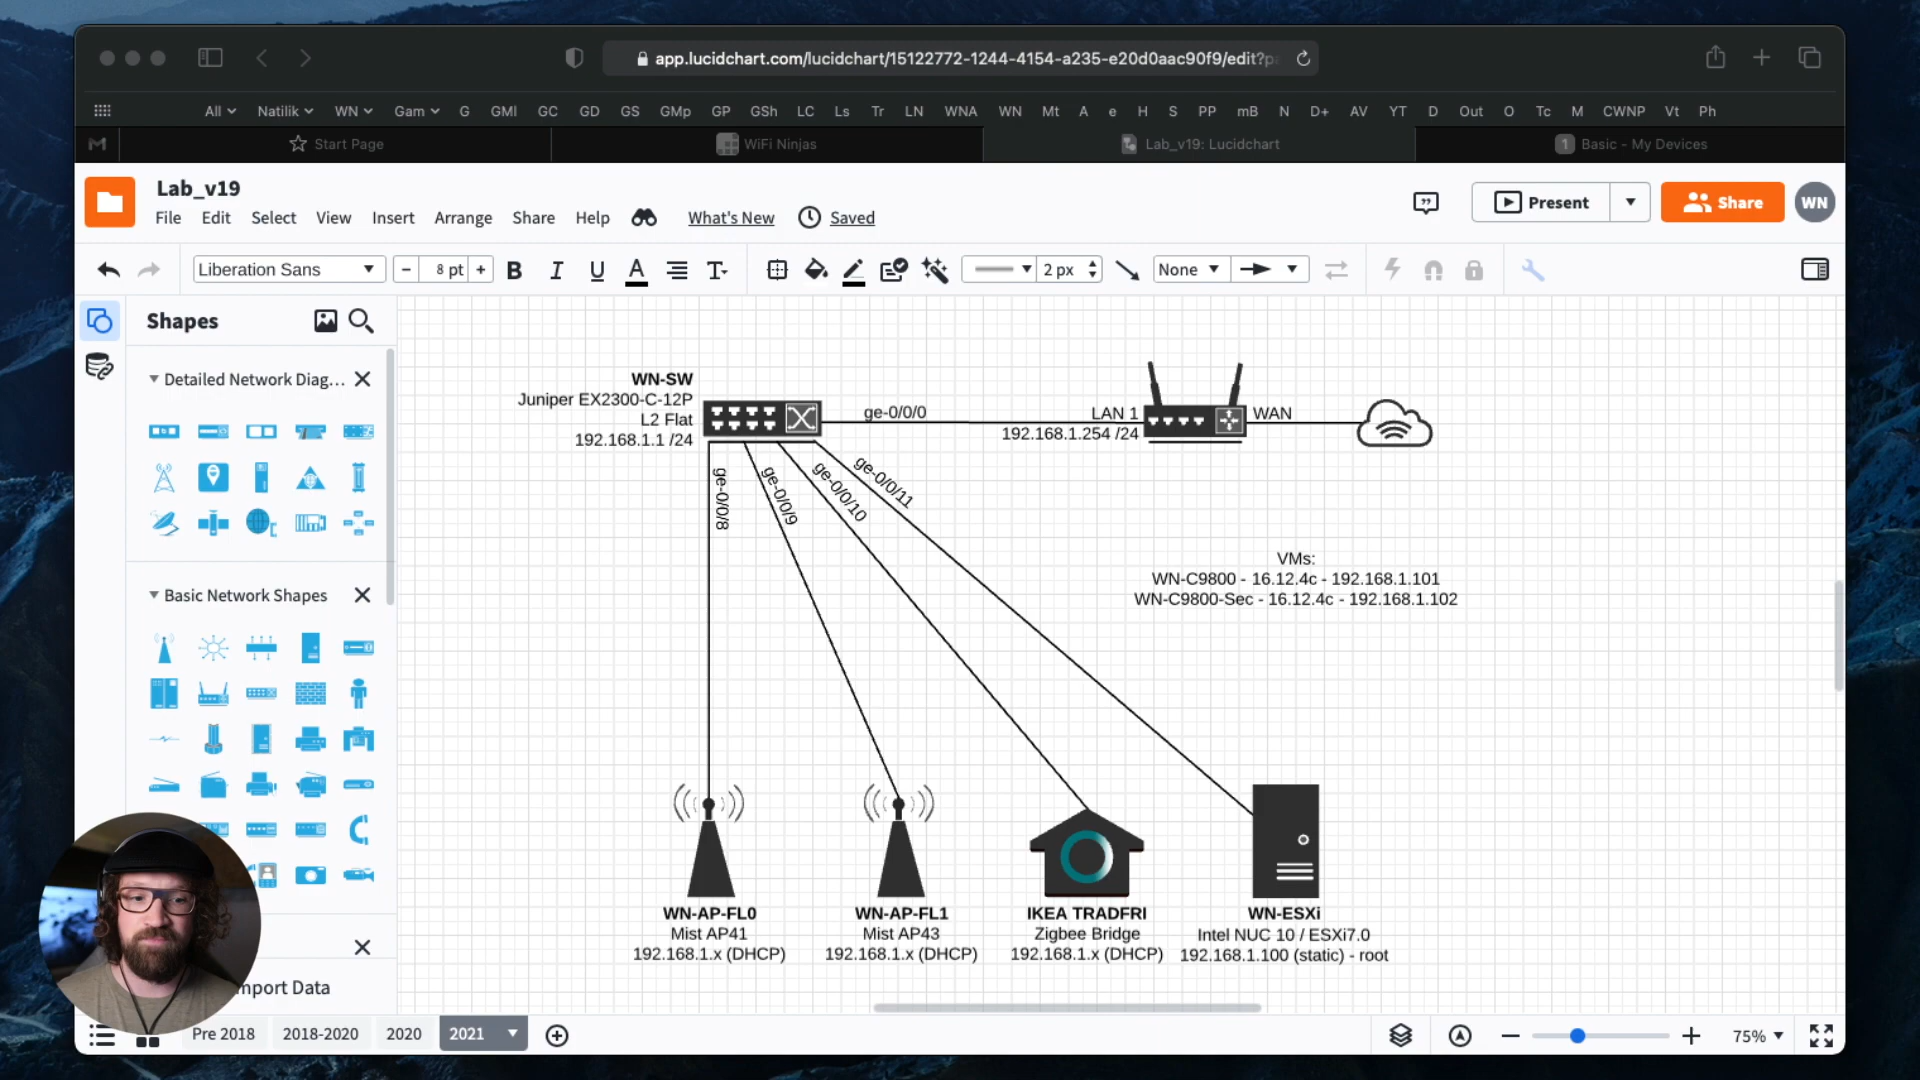 app.lucidchart.com/lucidchart/15122772-1244-4154-a235-e20d0aac90f9/edit?p
All Natilik WN Gam G GMl GC GD GS GMp GP GSh LC Ls Tr LN WNA WN Mt A e H S PP mB N D+ AV YT D Out O Tc M CWNP Vt Ph
Start Page
WiFi Ninjas
Lab_v19: Lucidchart
1 Basic - My Devices
Lab_v19
File Edit Select View Insert Arrange Share Help What's New Saved
Present
Share
WN
Liberation Sans
- 8 pt +
B I U A T
2 px
None
Shapes
Detailed Network Diag...
Basic Network Shapes
mport Data
WN-SW
Juniper EX2300-C-12P
L2 Flat
192.168.1.1 /24
ge-0/0/0
LAN 1
192.168.1.254 /24
WAN
ge-0/0/8
ge-0/0/9
ge-0/0/10
ge-0/0/11
VMs:
WN-C9800 - 16.12.4c - 192.168.1.101
WN-C9800-Sec - 16.12.4c - 192.168.1.102
WN-AP-FL0
Mist AP41
192.168.1.x (DHCP)
WN-AP-FL1
Mist AP43
192.168.1.x (DHCP)
IKEA TRADFRI
Zigbee Bridge
192.168.1.x (DHCP)
WN-ESXi
Intel NUC 10 / ESXi7.0
192.168.1.100 (static) - root
Pre 2018
2018-2020
2020
2021
75%